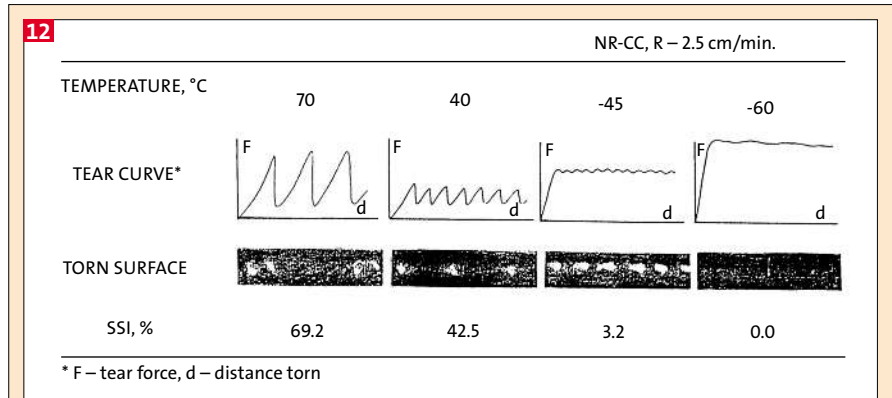 12
NR-CC, R – 2.5 cm/min.
TEMPERATURE, °C 70 40 -45 -60
TEAR CURVE* F d F d F d F d
TORN SURFACE
SSI, % 69.2 42.5 3.2 0.0
* F – tear force, d – distance torn